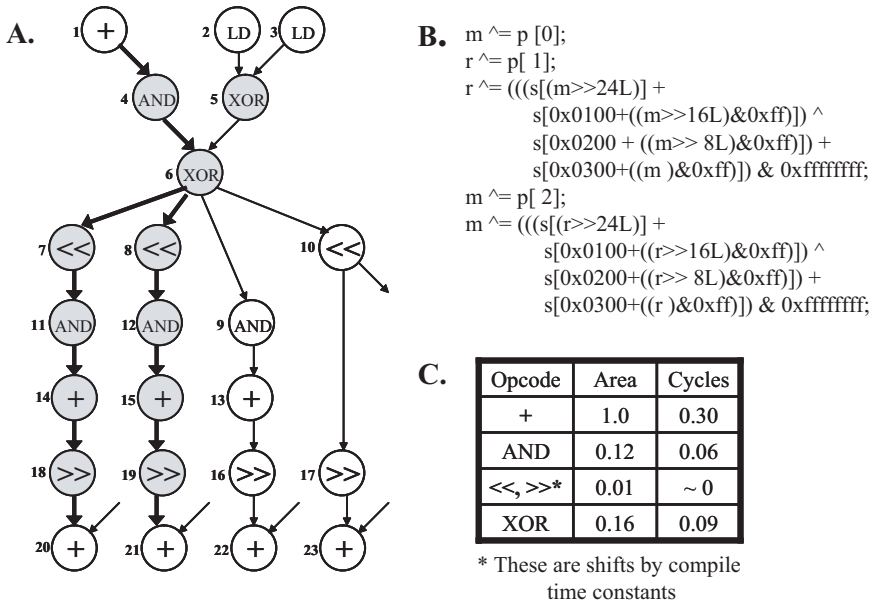 A.
1 +
2 LD
3 LD
4 AND
5 XOR
6 XOR
7 <<
8 <<
10 <<
11 AND
12 AND
9 AND
14 +
15 +
13 +
18 >>
19 >>
16 >>
17 >>
20 +
21 +
22 +
23 +
B.
m ^= p [0];
r ^= p[ 1];
r ^= (((s[(m>>24L)] +
s[0x0100+((m>>16L)&0xff)]) ^
s[0x0200 + ((m>> 8L)&0xff)]) +
s[0x0300+((m )&0xff)]) & 0xffffffff;
m ^= p[ 2];
m ^= (((s[(r>>24L)] +
s[0x0100+((r>>16L)&0xff)]) ^
s[0x0200+((r>> 8L)&0xff)]) +
s[0x0300+((r )&0xff)]) & 0xffffffff;
C.
Opcode Area Cycles
+ 1.0 0.30
AND 0.12 0.06
<<, >>* 0.01 ~ 0
XOR 0.16 0.09
* These are shifts by compile
time constants